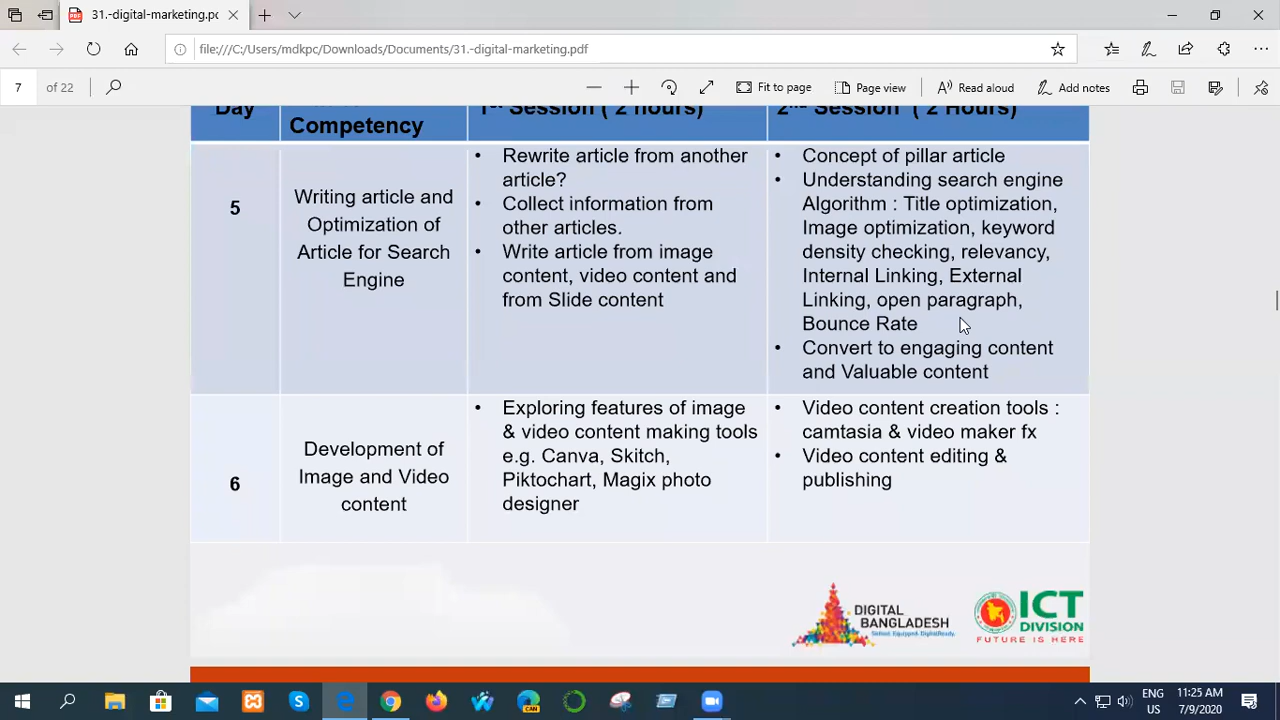 31.-digital-marketing.pdf
file:///C:/Users/mdkpc/Downloads/Documents/31.-digital-marketing.pdf
7 of 22
Fit to page
Page view
Read aloud
Add notes
Day
Competency
1st Session ( 2 hours)
2nd Session ( 2 Hours)
5
Writing article and
Optimization of
Article for Search
Engine
• Rewrite article from another
article?
• Collect information from
other articles.
• Write article from image
content, video content and
from Slide content
• Concept of pillar article
• Understanding search engine
Algorithm : Title optimization,
Image optimization, keyword
density checking, relevancy,
Internal Linking, External
Linking, open paragraph,
Bounce Rate
• Convert to engaging content
and Valuable content
6
Development of
Image and Video
content
• Exploring features of image
& video content making tools
e.g. Canva, Skitch,
Piktochart, Magix photo
designer
• Video content creation tools :
camtasia & video maker fx
• Video content editing &
publishing
DIGITAL
BANGLADESH
ICT
DIVISION
FUTURE IS HERE
CAN
ENG
US
11:25 AM
7/9/2020